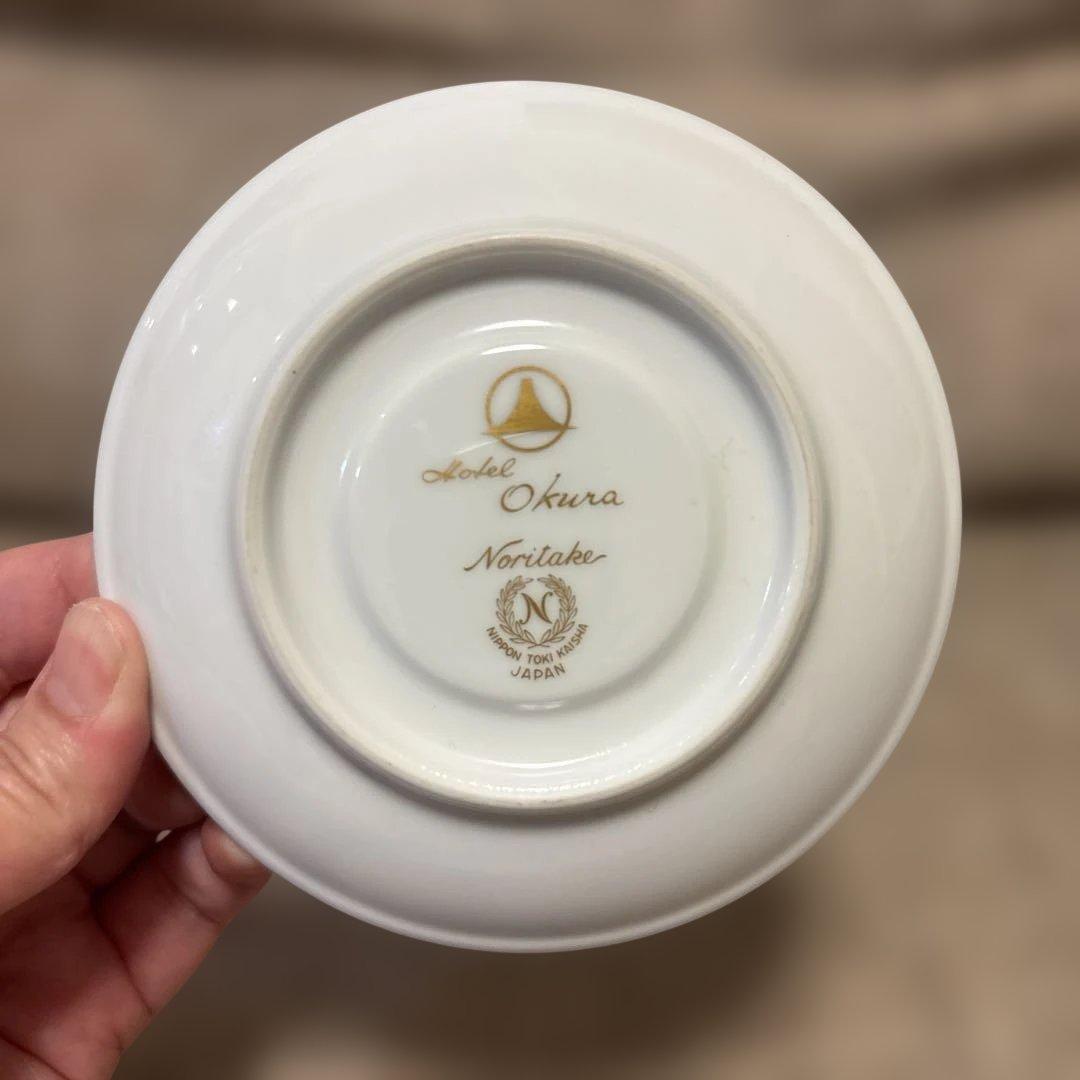 Hotel
Okura
Noritake
N
NIPPON TOKI KAISHA
JAPAN